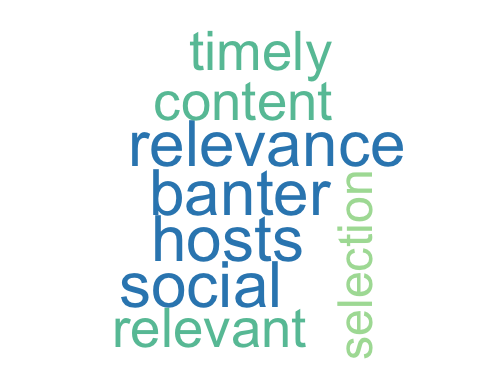 timely
content
relevance
banter
hosts
social
relevant
selection